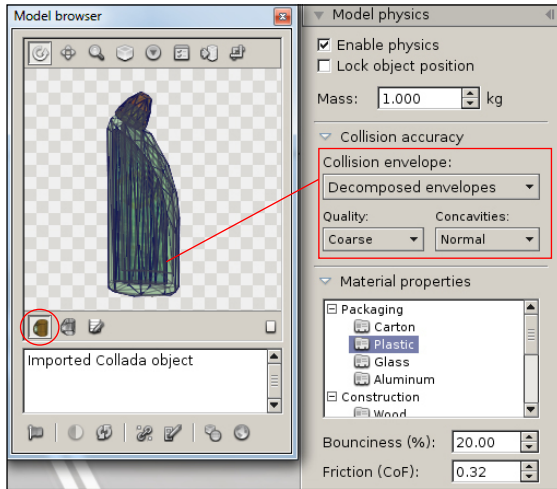 Model browser
Imported Collada object
Model physics
Enable physics
Lock object position
Mass: 1.000 kg
Collision accuracy
Collision envelope:
Decomposed envelopes
Quality: Concavities:
Coarse Normal
Material properties
Packaging
Carton
Plastic
Glass
Aluminum
Construction
Wood
Bounciness (%): 20.00
Friction (CoF): 0.32